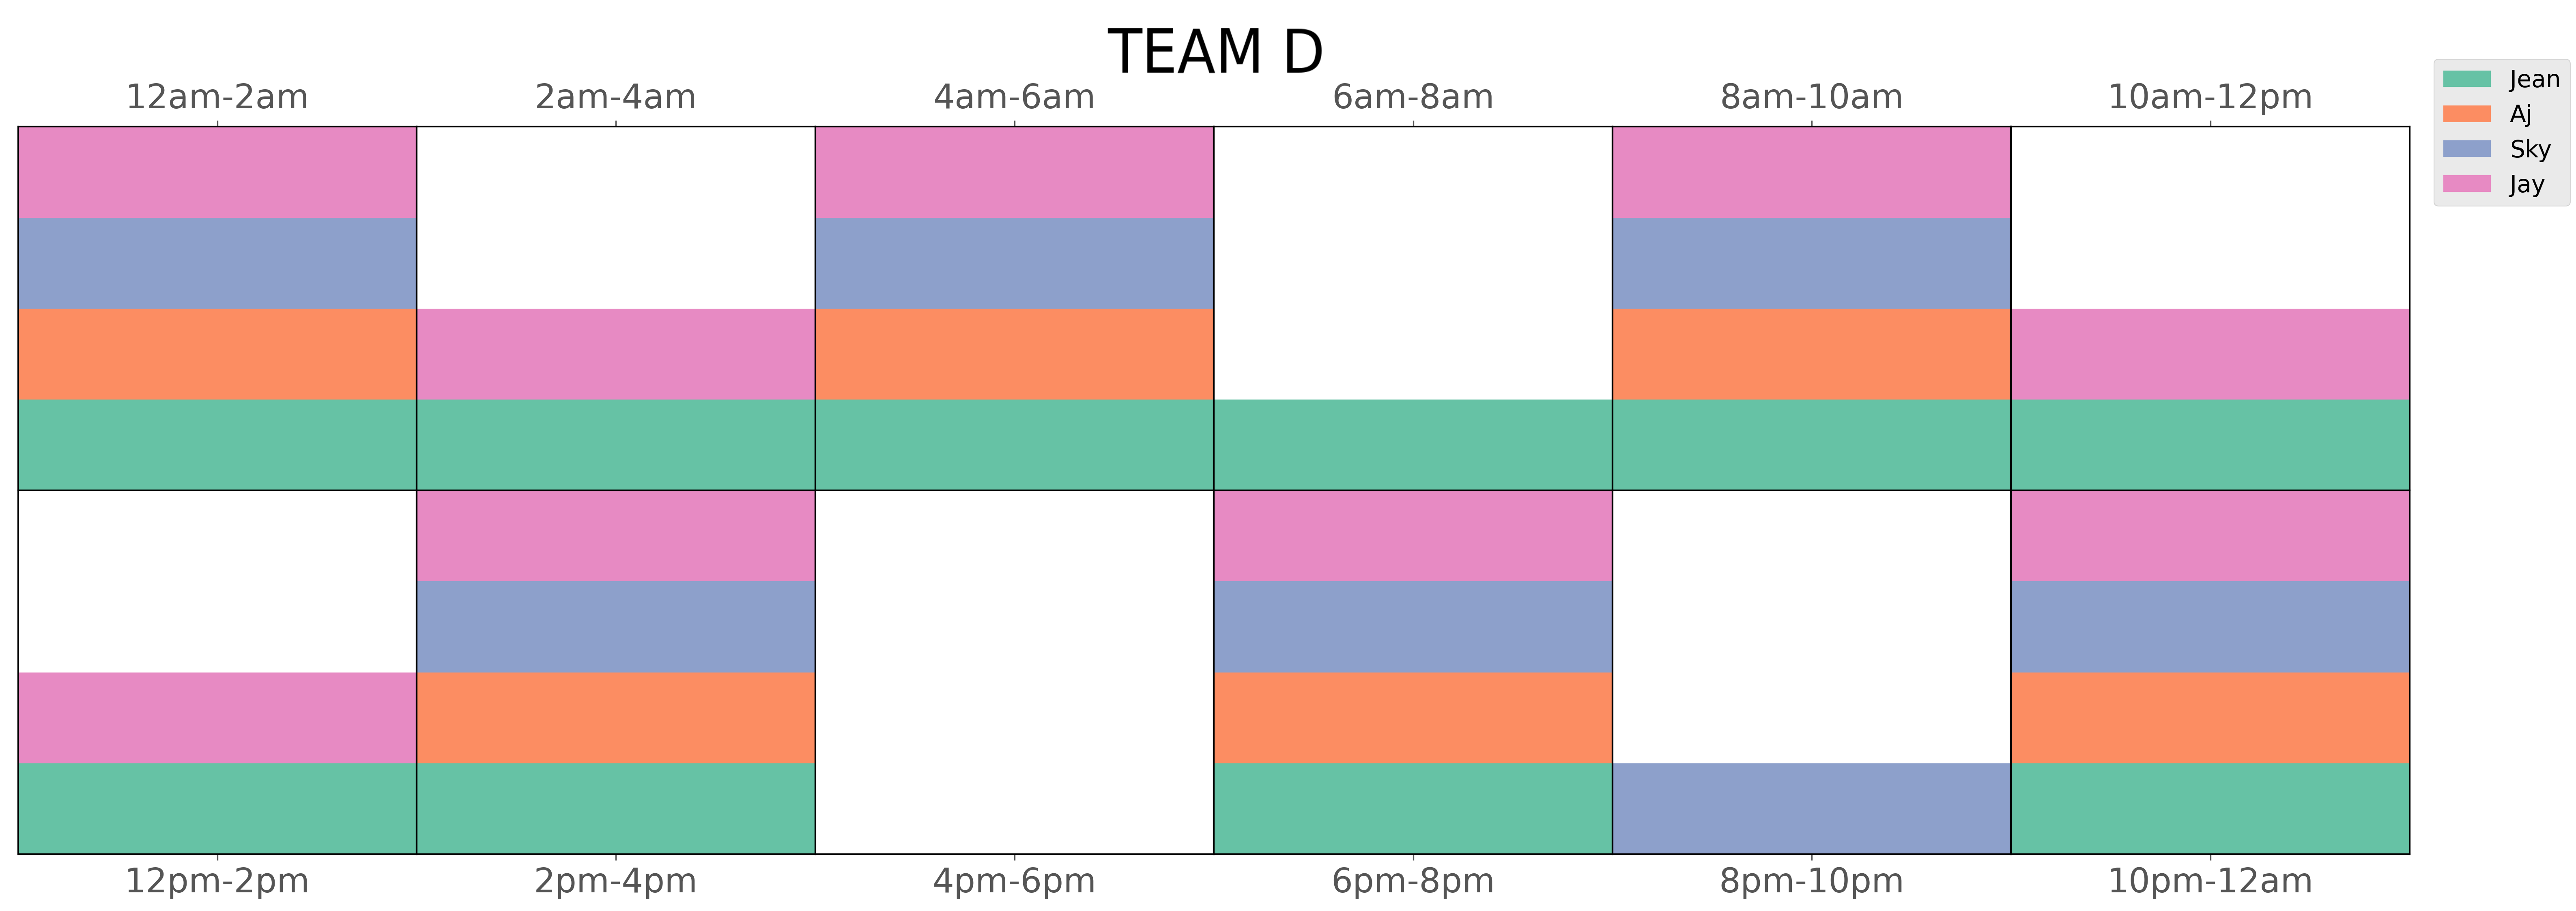 TEAM D
12am-2am 2am-4am 4am-6am 6am-8am 8am-10am 10am-12pm
Jean
Aj
Sky
Jay
12pm-2pm 2pm-4pm 4pm-6pm 6pm-8pm 8pm-10pm 10pm-12am